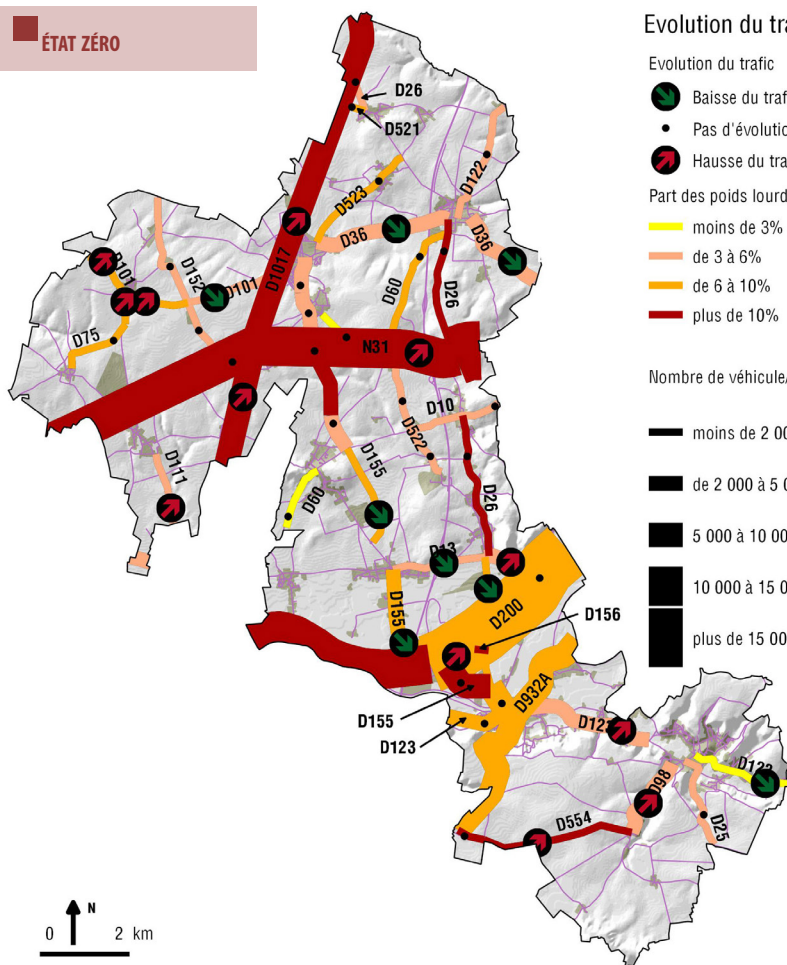 ÉTAT ZÉRO
Evolution du tra
Evolution du trafic
Baisse du traf
Pas d'évolutio
Hausse du tra
Part des poids lourd
moins de 3%
de 3 à 6%
de 6 à 10%
plus de 10%
Nombre de véhicule/
moins de 2 00
de 2 000 à 5 0
5 000 à 10 00
10 000 à 15 0
plus de 15 00
D26
D521
D122
D523
D36
D36
D1017
D101
D152
D101
D60
D26
D75
N31
D10
D155
D522
D111
D60
D26
D13
D155
D200
D156
D932A
D155
D123
D98
D554
D25
N
0 2 km